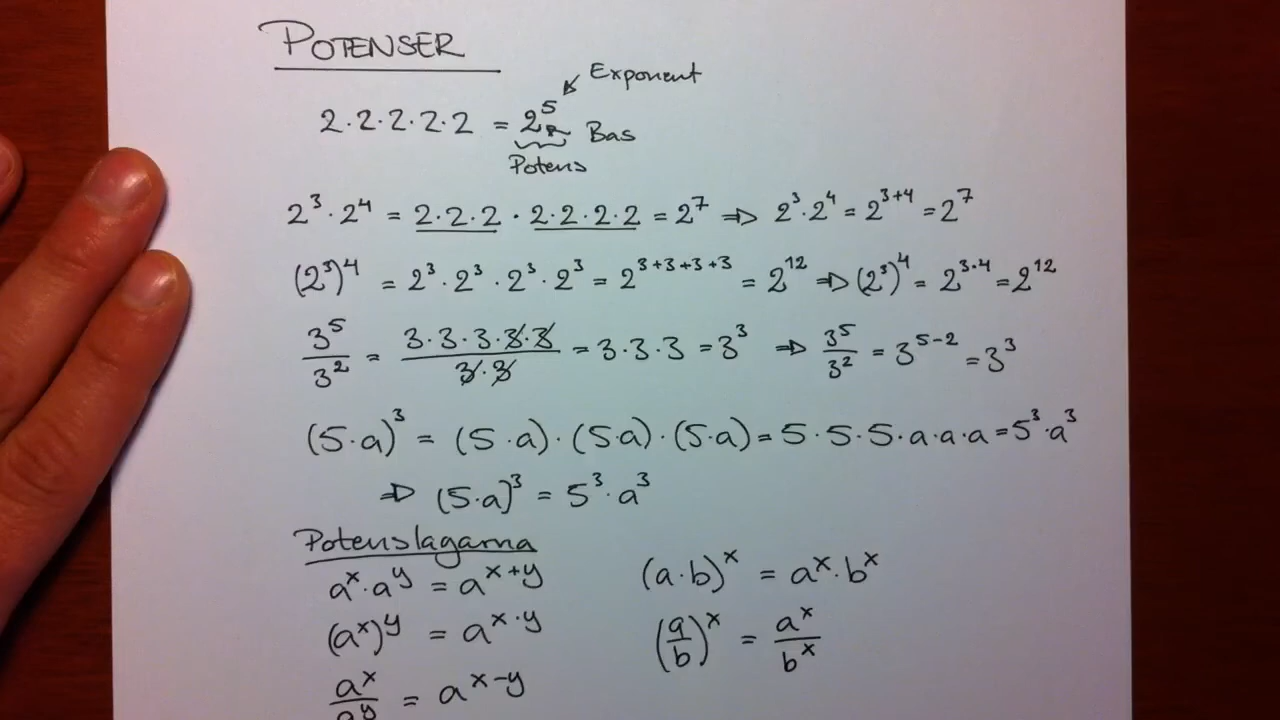 POTENSER
Exponent
2·2·2·2·2 = 2⁵ Bas
Potens
2³·2⁴ = 2·2·2 · 2·2·2·2 = 2⁷ ⇒ 2³·2⁴ = 2³⁺⁴ = 2⁷
(2³)⁴ = 2³·2³·2³·2³ = 2³⁺³⁺³⁺³ = 2¹² ⇒ (2³)⁴ = 2^(3·4) = 2¹²
3⁵/3² = 3·3·3·3·3/3·3 = 3·3·3 = 3³ ⇒ 3⁵/3² = 3⁵⁻² = 3³
(5·a)³ = (5·a)·(5·a)·(5·a) = 5·5·5·a·a·a = 5³·a³
⇒ (5·a)³ = 5³·a³
Potenslagarna
aˣ·aʸ = aˣ⁺ʸ
(aˣ)ʸ = a^(x·y)
aˣ/aʸ = aˣ⁻ʸ
(a·b)ˣ = aˣ·bˣ
(a/b)ˣ = aˣ/bˣ